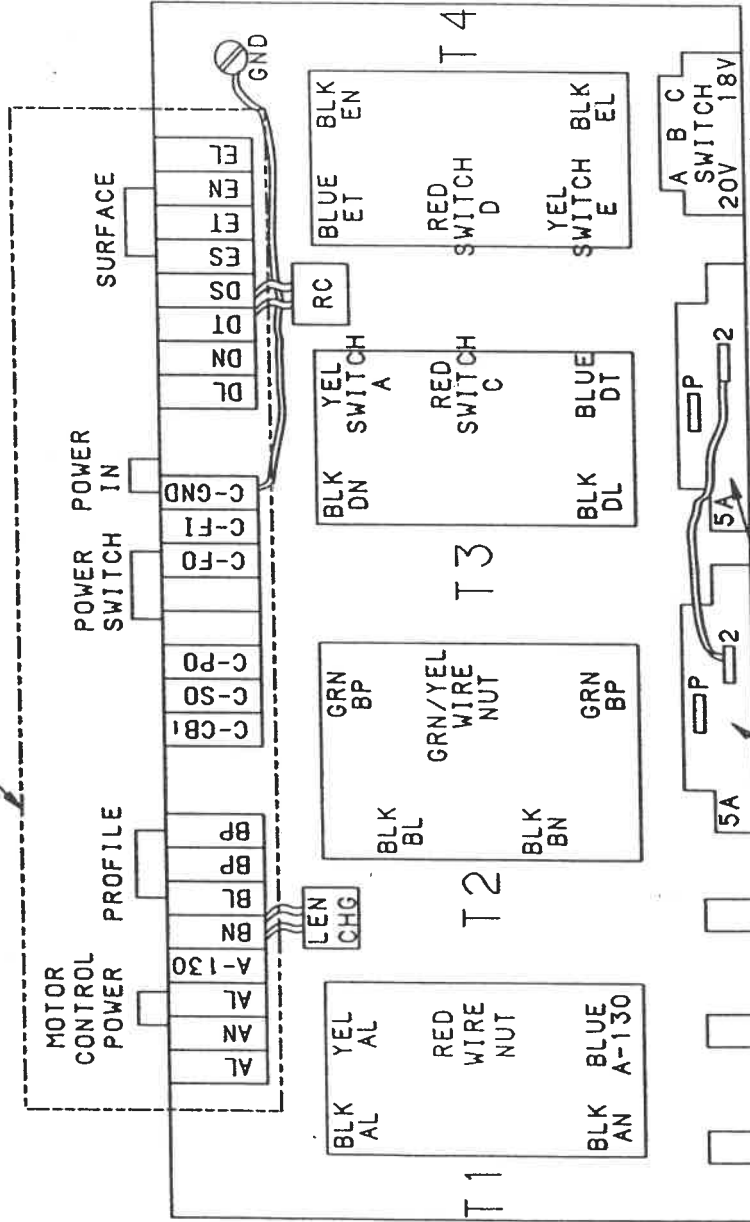 MOTOR
CONTROL
POWER
PROFILE
POWER
SWITCH
POWER
IN
SURFACE
AL
AN
AL
A-130
BN
BL
BP
BP
C-CB1
C-SO
C-PO
C-FO
C-FI
C-GND
DL
DN
DT
DS
ES
ET
EN
EL
GND
LEN
CHG
RC
T1
BLK
AL
YEL
AL
RED
WIRE
NUT
BLK
AN
BLUE
A-130
T2
BLK
BL
GRN
BP
GRN/YEL
WIRE
NUT
BLK
BN
GRN
BP
T3
BLK
DN
YEL
SWITCH
A
RED
SWITCH
C
BLK
DL
BLUE
DT
T4
BLUE
ET
BLK
EN
RED
SWITCH
D
YEL
SWITCH
E
BLK
EL
5A
P
2
5A
P
2
A B C
SWITCH
20V 18V